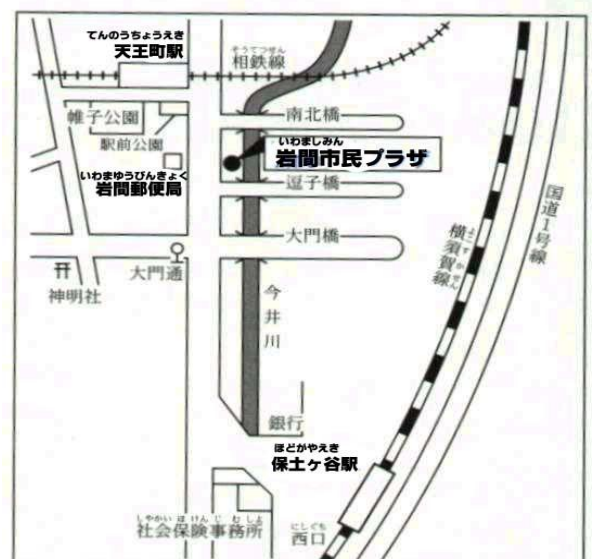 てんのうちょうえき
天王町駅
そうてつせん
相鉄線
帷子公園
南北橋
駅前公園
いわましみん
岩間市民プラザ
いわまゆうびんきょく
岩間郵便局
逗子橋
国道1号線
大門橋
よこすかせん
横須賀線
大門通
神明社
今井川
銀行
ほどがやえき
保土ヶ谷駅
しやかいほけんじむしよ
社会保険事務所
にしぐち
西口